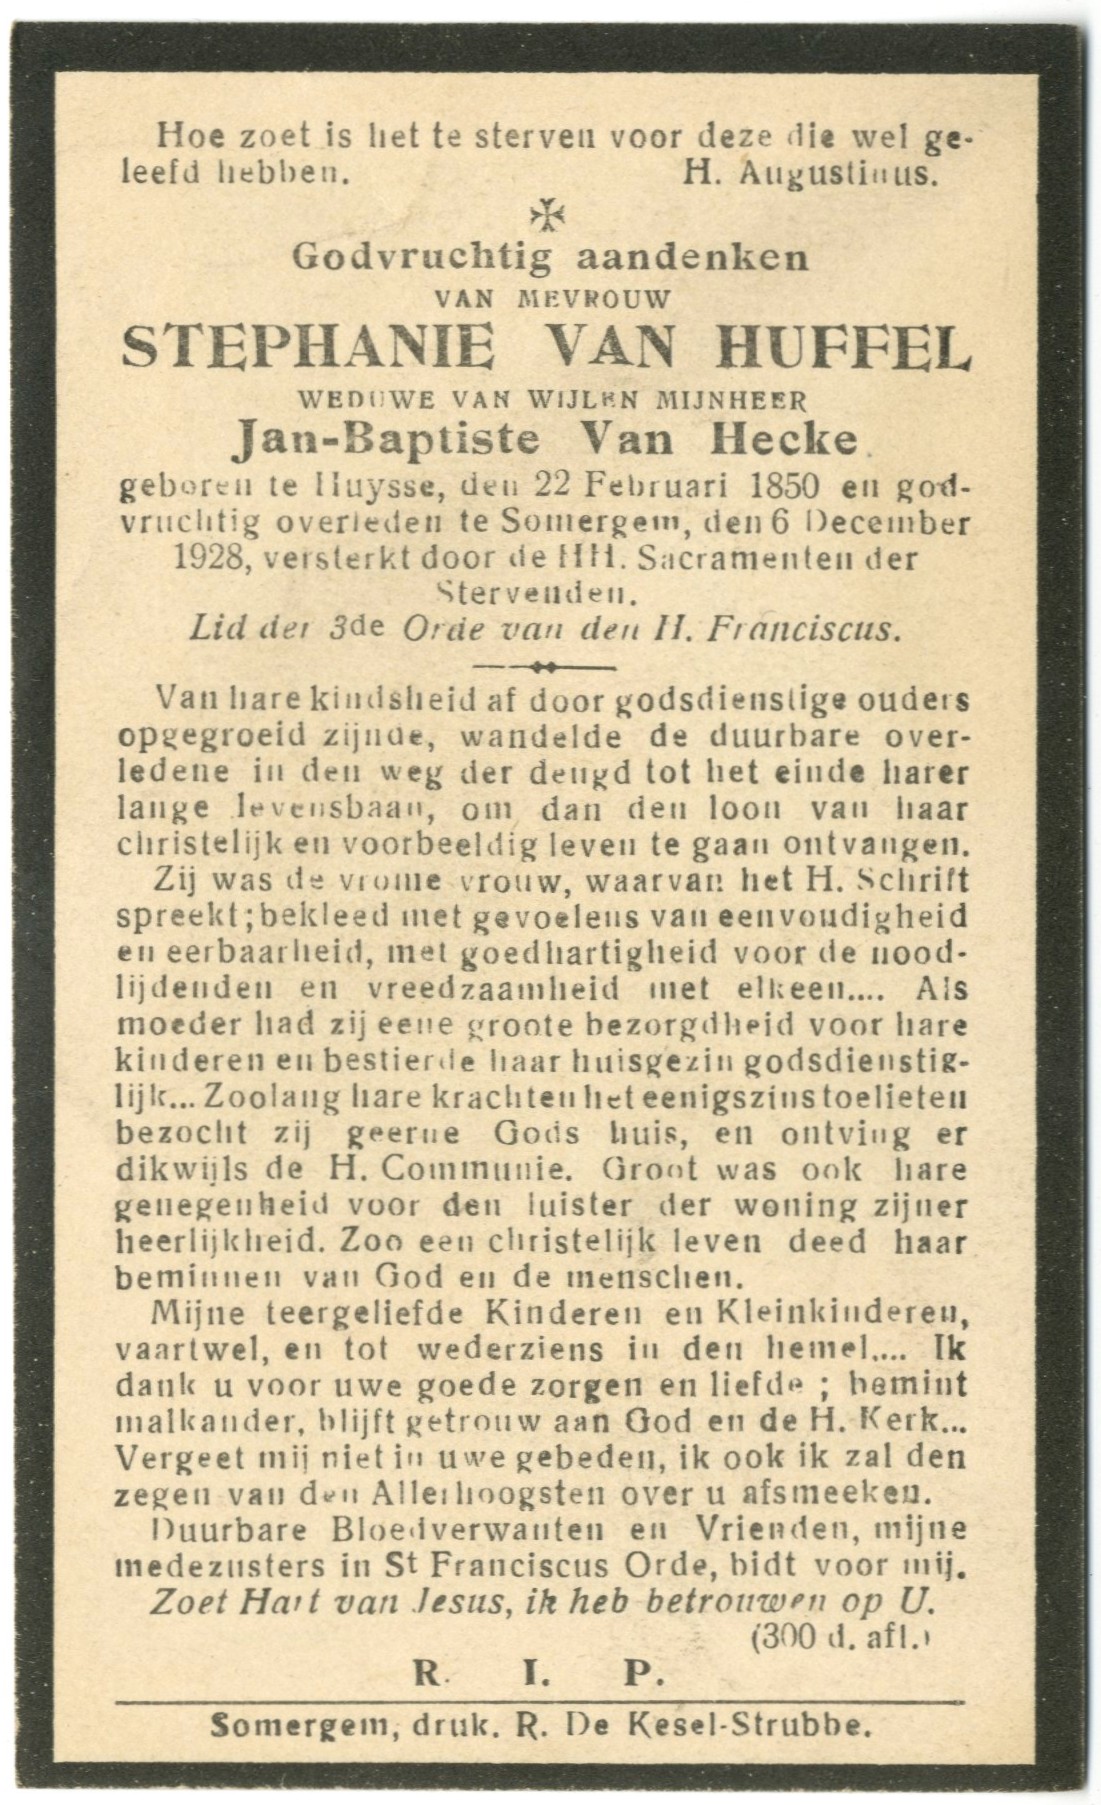 Hoe zoet is het te sterven voor deze die wel ge-
leefd hebben. H. Augustinus.
Godvruchtig aandenken
VAN MEVROUW
STEPHANIE VAN HUFFEL
WEDUWE VAN WIJLEN MIJNHEER
Jan-Baptiste Van Hecke
geboren te Huysse, den 22 Februari 1850 en god-
vruchtig overleden te Somergem, den 6 December
1928, versterkt door de HH. Sacramenten der
Stervenden.
Lid der 3de Orde van den H. Franciscus.
Van hare kindsheid af door godsdienstige ouders
opgegroeid zijnde, wandelde de duurbare over-
ledene in den weg der deugd tot het einde harer
lange levensbaan, om dan den loon van haar
christelijk en voorbeeldig leven te gaan ontvangen.
Zij was de vrome vrouw, waarvan het H. Schrift
spreekt; bekleed met gevoelens van eenvoudigheid
en eerbaarheid, met goedhartigheid voor de nood-
lijdenden en vreedzaamheid met elkeen.... Als
moeder had zij eene groote bezorgdheid voor hare
kinderen en bestierde haar huisgezin godsdienstig-
lijk... Zoolang hare krachten het eenigszins toelieten
bezocht zij geerne Gods huis, en ontving er
dikwijls de H. Communie. Groot was ook hare
genegenheid voor den luister der woning zijner
heerlijkheid. Zoo een christelijk leven deed haar
beminnen van God en de menschen.
Mijne teergeliefde Kinderen en Kleinkinderen,
vaartwel, en tot wederziens in den hemel.... Ik
dank u voor uwe goede zorgen en liefde ; bemint
malkander, blijft getrouw aan God en de H. Kerk...
Vergeet mij niet in uwe gebeden, ik ook ik zal den
zegen van den Allerhoogsten over u afsmeeken.
Duurbare Bloedverwanten en Vrienden, mijne
medezusters in St Franciscus Orde, bidt voor mij.
Zoet Hart van Jesus, ik heb betrouwen op U.
(300 d. afl.)
R. I. P.
Somergem, druk. R. De Kesel-Strubbe.